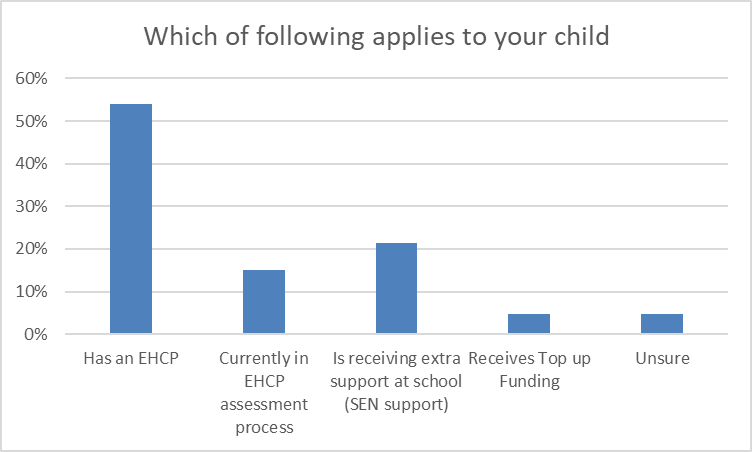 Which of following applies to your child
60%
50%
40%
30%
20%
10%
0%
Has an EHCP
Currently in
EHCP
assessment
process
Is receiving extra
support at school
(SEN support)
Receives Top up
Funding
Unsure